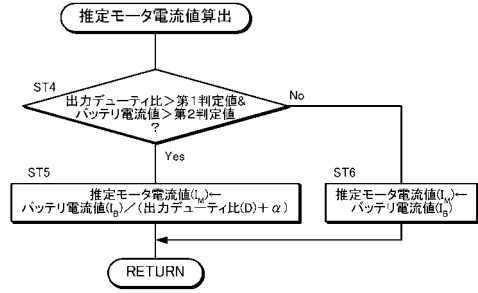 推定モータ電流値算出
ST4
出力デューティ比＞第1判定値&
バッテリ電流値＞第2判定値
?
No
Yes
ST5
推定モータ電流値(IM)←
バッテリ電流値(IB)／(出力デューティ比(D)＋α)
ST6
推定モータ電流値(IM)←
バッテリ電流値(IB)
RETURN